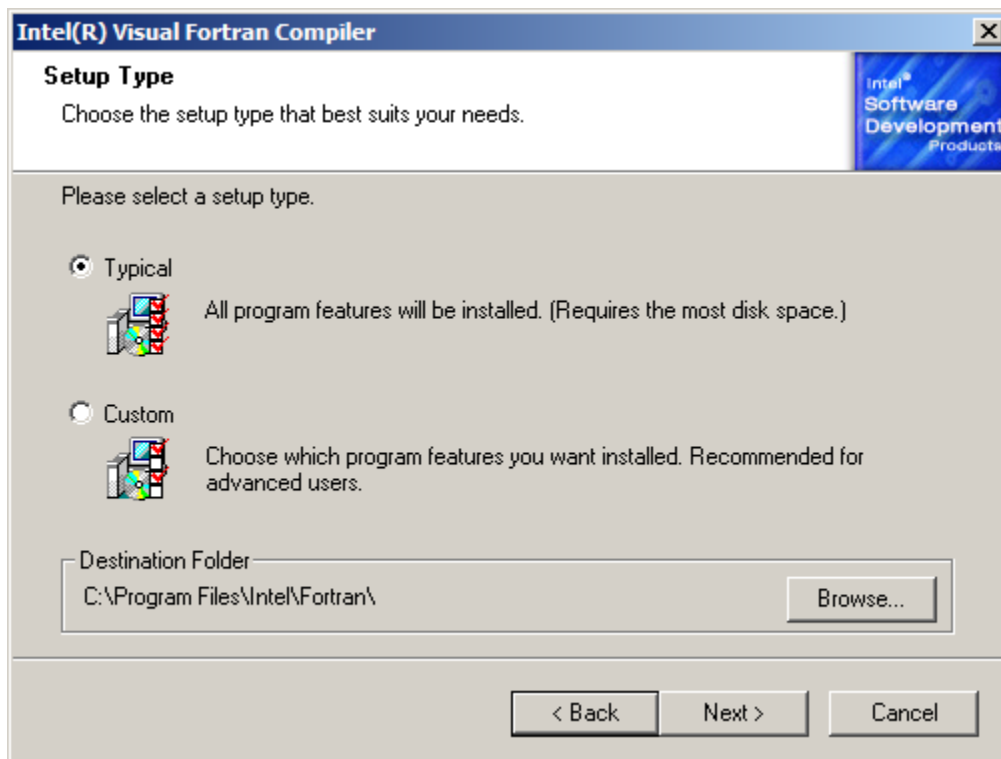 Intel(R) Visual Fortran Compiler
Setup Type
Choose the setup type that best suits your needs.
Intel®
Software
Development
Products
Please select a setup type.
Typical
All program features will be installed. (Requires the most disk space.)
Custom
Choose which program features you want installed. Recommended for
advanced users.
Destination Folder
C:\Program Files\Intel\Fortran\
Browse...
< Back
Next >
Cancel